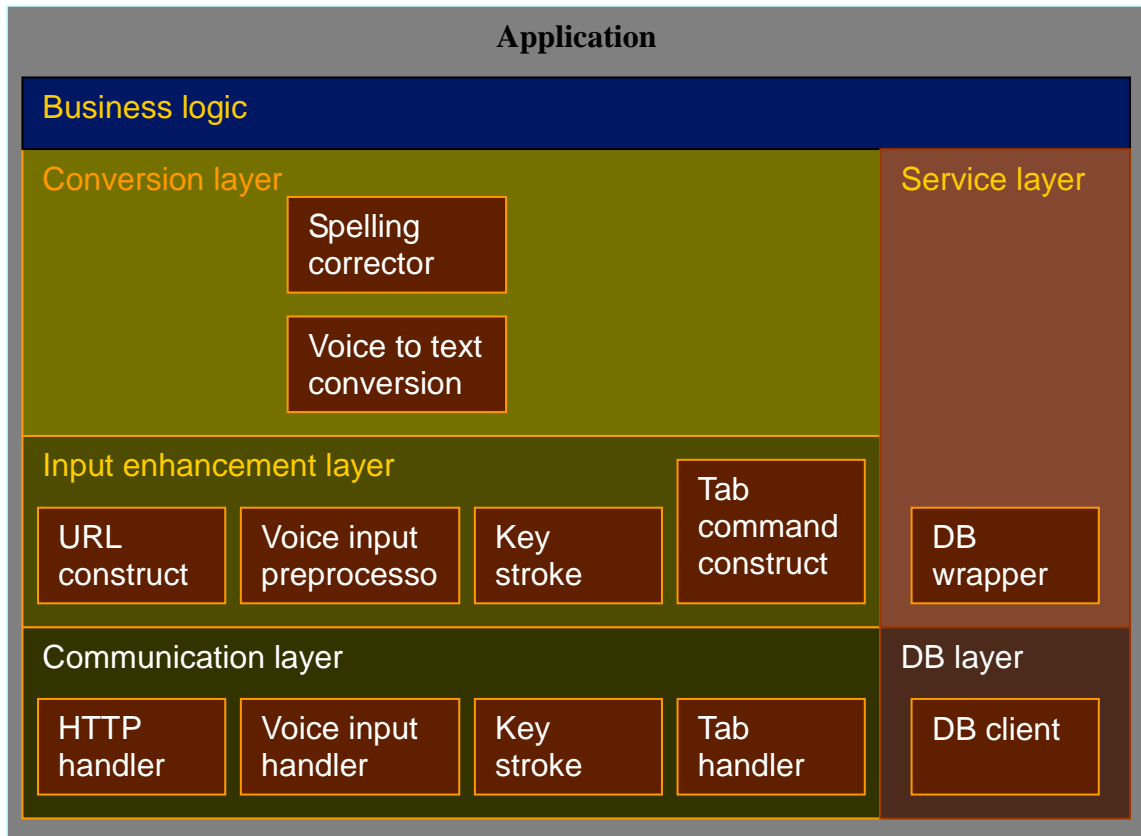 Application
Business logic
Conversion layer
Service layer
Spelling
corrector
Voice to text
conversion
Input enhancement layer
URL
construct
Voice input
preprocesso
Key
stroke
Tab
command
construct
DB
wrapper
Communication layer
DB layer
HTTP
handler
Voice input
handler
Key
stroke
Tab
handler
DB client